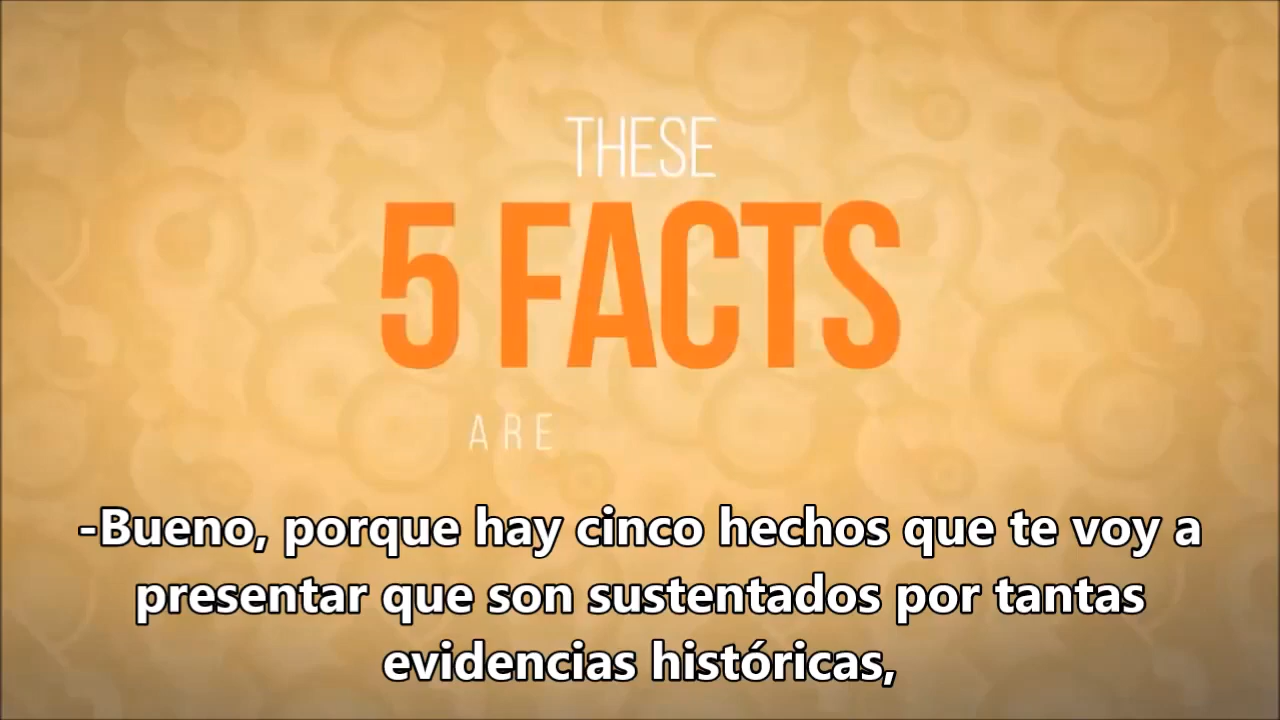 THESE
5 FACTS
ARE
-Bueno, porque hay cinco hechos que te voy a
presentar que son sustentados por tantas
evidencias históricas,